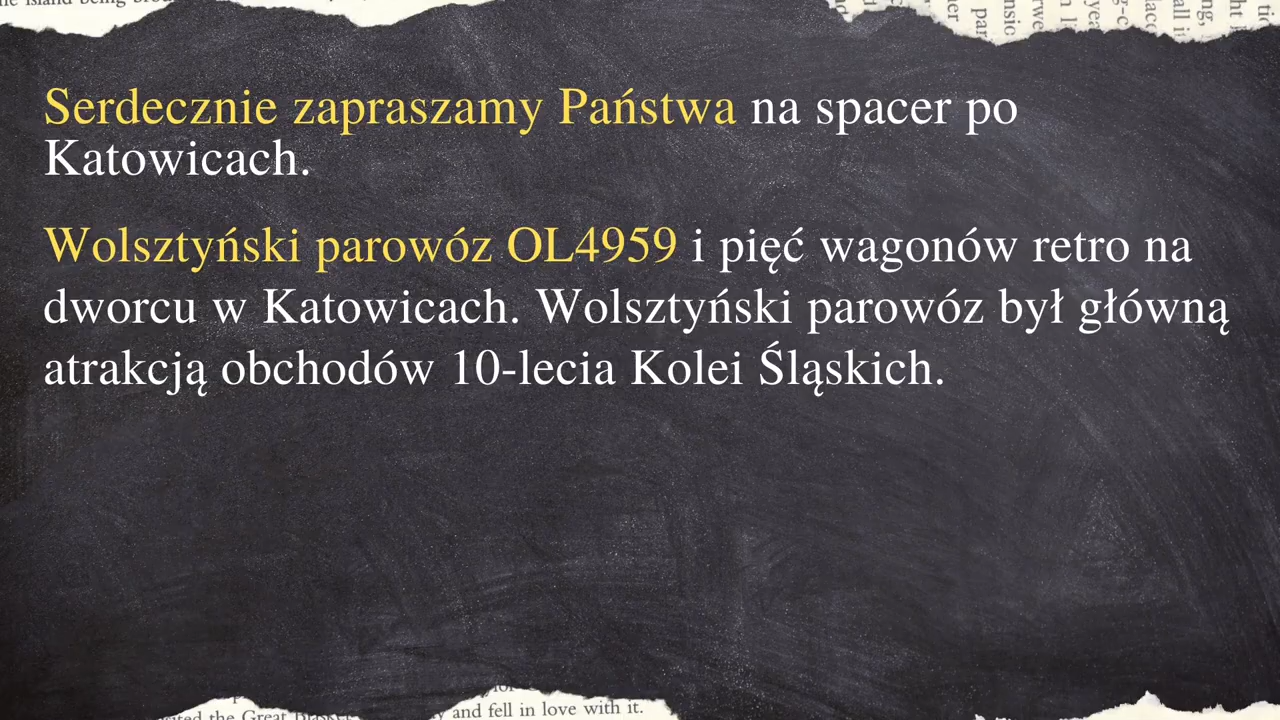 Serdecznie zapraszamy Państwa na spacer po
Katowicach.
Wolsztyński parowóz OL4959 i pięć wagonów retro na
dworcu w Katowicach. Wolsztyński parowóz był główną
atrakcją obchodów 10-lecia Kolei Śląskich.
and fell in love with it.